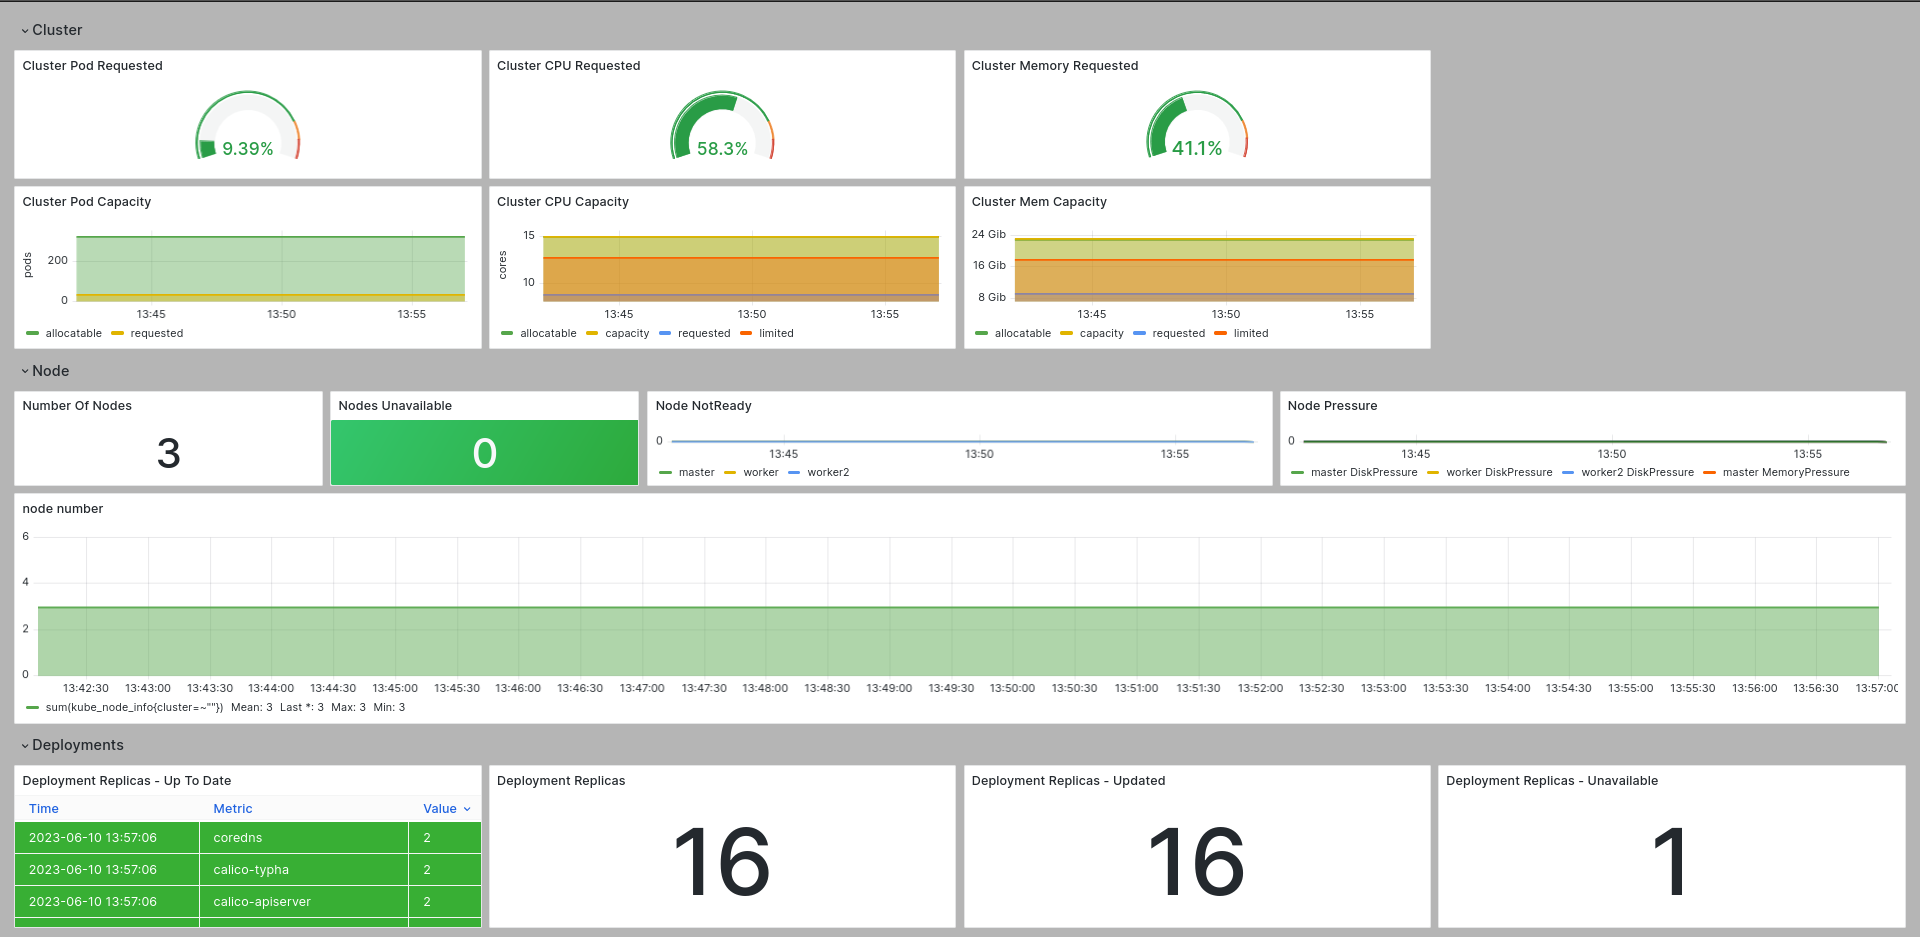 Cluster
Cluster Pod Requested
9.39%
Cluster CPU Requested
58.3%
Cluster Memory Requested
41.1%
Cluster Pod Capacity
pods
200
0
13:45 13:50 13:55
allocatable requested
Cluster CPU Capacity
cores
15
10
13:45 13:50 13:55
allocatable capacity requested limited
Cluster Mem Capacity
24 Gib
16 Gib
8 Gib
13:45 13:50 13:55
allocatable capacity requested limited
Node
Number Of Nodes
3
Nodes Unavailable
0
Node NotReady
0
13:45 13:50 13:55
master worker worker2
Node Pressure
0
13:45 13:50 13:55
master DiskPressure worker DiskPressure worker2 DiskPressure master MemoryPressure
node number
6
4
2
0
13:42:30 13:43:00 13:43:30 13:44:00 13:44:30 13:45:00 13:45:30 13:46:00 13:46:30 13:47:00 13:47:30 13:48:00 13:48:30 13:49:00 13:49:30 13:50:00 13:50:30 13:51:00 13:51:30 13:52:00 13:52:30 13:53:00 13:53:30 13:54:00 13:54:30 13:55:00 13:55:30 13:56:00 13:56:30 13:57:00
sum(kube_node_info{cluster=~""}) Mean: 3 Last *: 3 Max: 3 Min: 3
Deployments
Deployment Replicas - Up To Date
Time Metric Value
2023-06-10 13:57:06 coredns 2
2023-06-10 13:57:06 calico-typha 2
2023-06-10 13:57:06 calico-apiserver 2
Deployment Replicas
16
Deployment Replicas - Updated
16
Deployment Replicas - Unavailable
1